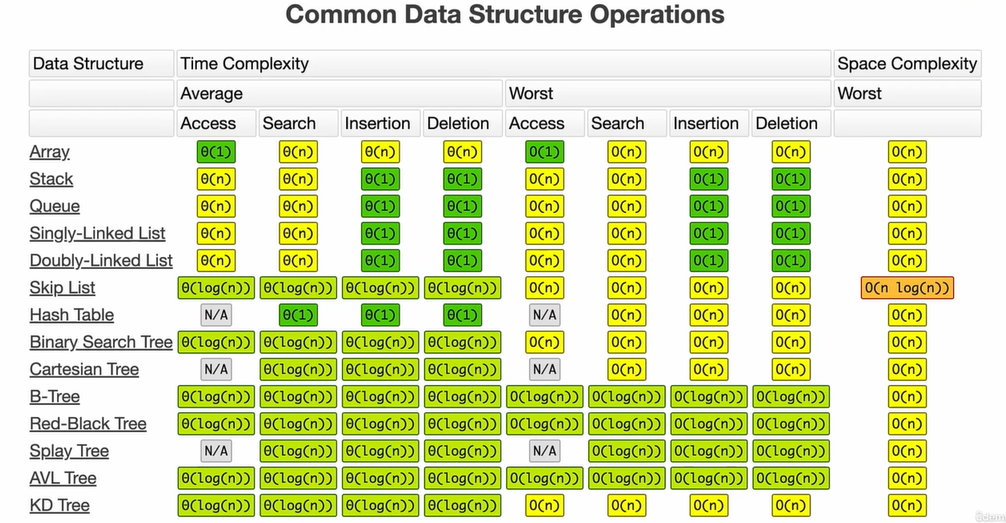 Common Data Structure Operations
Data Structure Time Complexity Space Complexity
Average Worst Worst
Access Search Insertion Deletion Access Search Insertion Deletion
Array θ(1) θ(n) θ(n) θ(n) O(1) O(n) O(n) O(n) O(n)
Stack θ(n) θ(n) θ(1) θ(1) O(n) O(n) O(1) O(1) O(n)
Queue θ(n) θ(n) θ(1) θ(1) O(n) O(n) O(1) O(1) O(n)
Singly-Linked List θ(n) θ(n) θ(1) θ(1) O(n) O(n) O(1) O(1) O(n)
Doubly-Linked List θ(n) θ(n) θ(1) θ(1) O(n) O(n) O(1) O(1) O(n)
Skip List θ(log(n)) θ(log(n)) θ(log(n)) θ(log(n)) O(n) O(n) O(n) O(n) O(n log(n))
Hash Table N/A θ(1) θ(1) θ(1) N/A O(n) O(n) O(n) O(n)
Binary Search Tree θ(log(n)) θ(log(n)) θ(log(n)) θ(log(n)) O(n) O(n) O(n) O(n) O(n)
Cartesian Tree N/A θ(log(n)) θ(log(n)) θ(log(n)) N/A O(n) O(n) O(n) O(n)
B-Tree θ(log(n)) θ(log(n)) θ(log(n)) θ(log(n)) O(log(n)) O(log(n)) O(log(n)) O(log(n)) O(n)
Red-Black Tree θ(log(n)) θ(log(n)) θ(log(n)) θ(log(n)) O(log(n)) O(log(n)) O(log(n)) O(log(n)) O(n)
Splay Tree N/A θ(log(n)) θ(log(n)) θ(log(n)) N/A O(log(n)) O(log(n)) O(log(n)) O(n)
AVL Tree θ(log(n)) θ(log(n)) θ(log(n)) θ(log(n)) O(log(n)) O(log(n)) O(log(n)) O(log(n)) O(n)
KD Tree θ(log(n)) θ(log(n)) θ(log(n)) θ(log(n)) O(n) O(n) O(n) O(n) O(n)